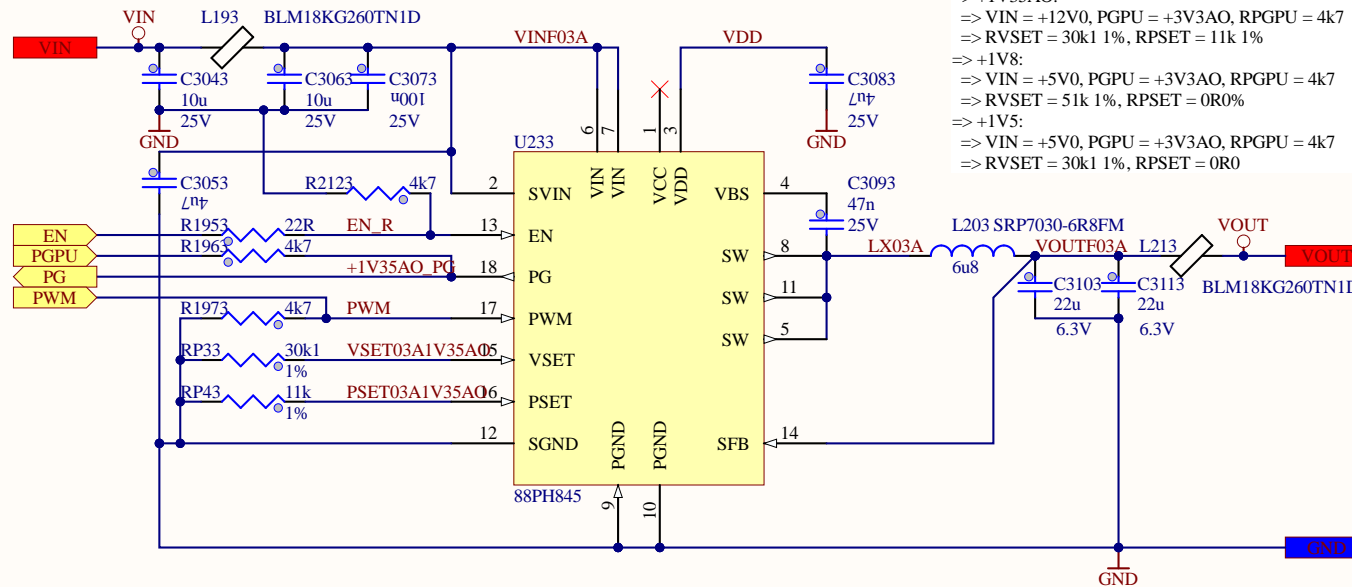 => +1V35AO:
=> VIN = +12V0, PGPU = +3V3AO, RPGPU = 4k7
=> RVSET = 30k1 1%, RPSET = 11k 1%
=> +1V8:
=> VIN = +5V0, PGPU = +3V3AO, RPGPU = 4k7
=> RVSET = 51k 1%, RPSET = 0R0%
=> +1V5:
=> VIN = +5V0, PGPU = +3V3AO, RPGPU = 4k7
=> RVSET = 30k1 1%, RPSET = 0R0
VIN
VIN
L193
BLM18KG260TN1D
VINF03A
VDD
C3043
10u
25V
C3063
10u
25V
C3073
100n
25V
C3083
4u7
25V
GND
GND
6
7
1
3
U233
VIN
VIN
VCC
VDD
C3053
4u7
R2123
4k7
2
SVIN
VBS
4
C3093
47n
25V
EN
R1953
22R
EN_R
13
EN
PGPU
R1963
4k7
PG
+1V35AO_PG
18
PG
PWM
R1973
4k7
PWM
17
PWM
RP33
30k1
1%
VSET03A1V35AO
15
VSET
RP43
11k
1%
PSET03A1V35AO
16
PSET
12
SGND
SW
8
SW
11
SW
5
SFB
14
LX03A
L203
SRP7030-6R8FM
6u8
VOUTF03A
L213
VOUT
VOUT
BLM18KG260TN1D
C3103
22u
6.3V
C3113
22u
6.3V
PGND
PGND
9
10
88PH845
GND
GND